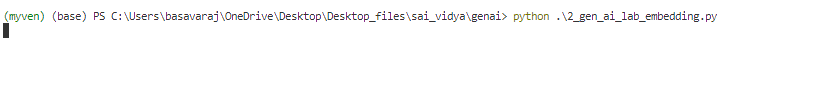 (myven) (base) PS C:\Users\basavaraj\OneDrive\Desktop\Desktop_files\sai_vidya\genai> python .\2_gen_ai_lab_embedding.py